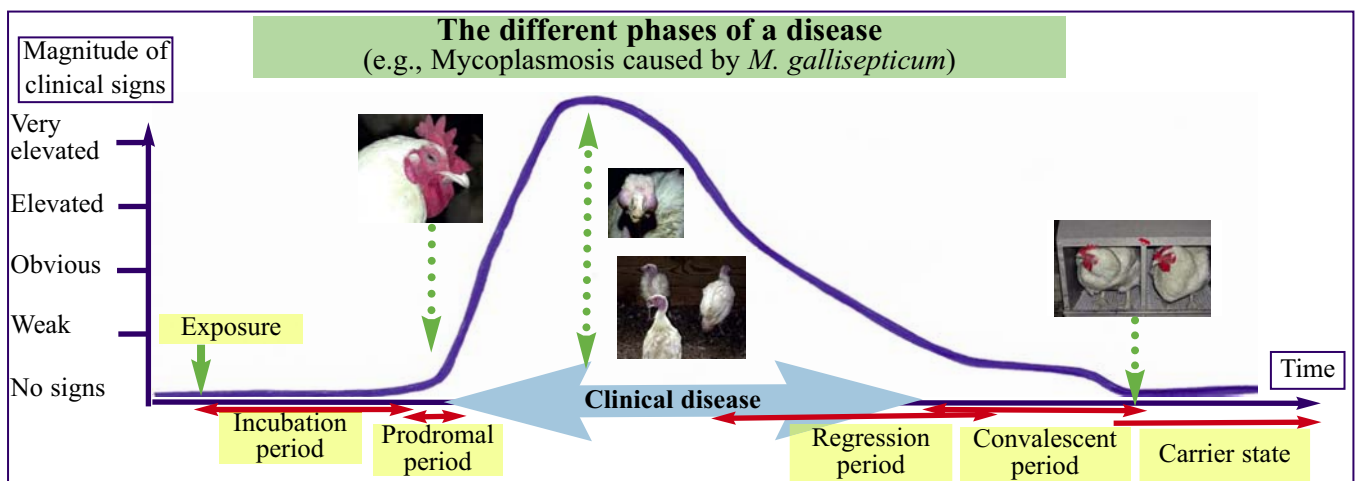 The different phases of a disease
(e.g., Mycoplasmosis caused by M. gallisepticum)
Magnitude of
clinical signs
Very
elevated
Elevated
Obvious
Weak
No signs
Exposure
Time
Clinical disease
Incubation
period
Prodromal
period
Regression
period
Convalescent
period
Carrier state